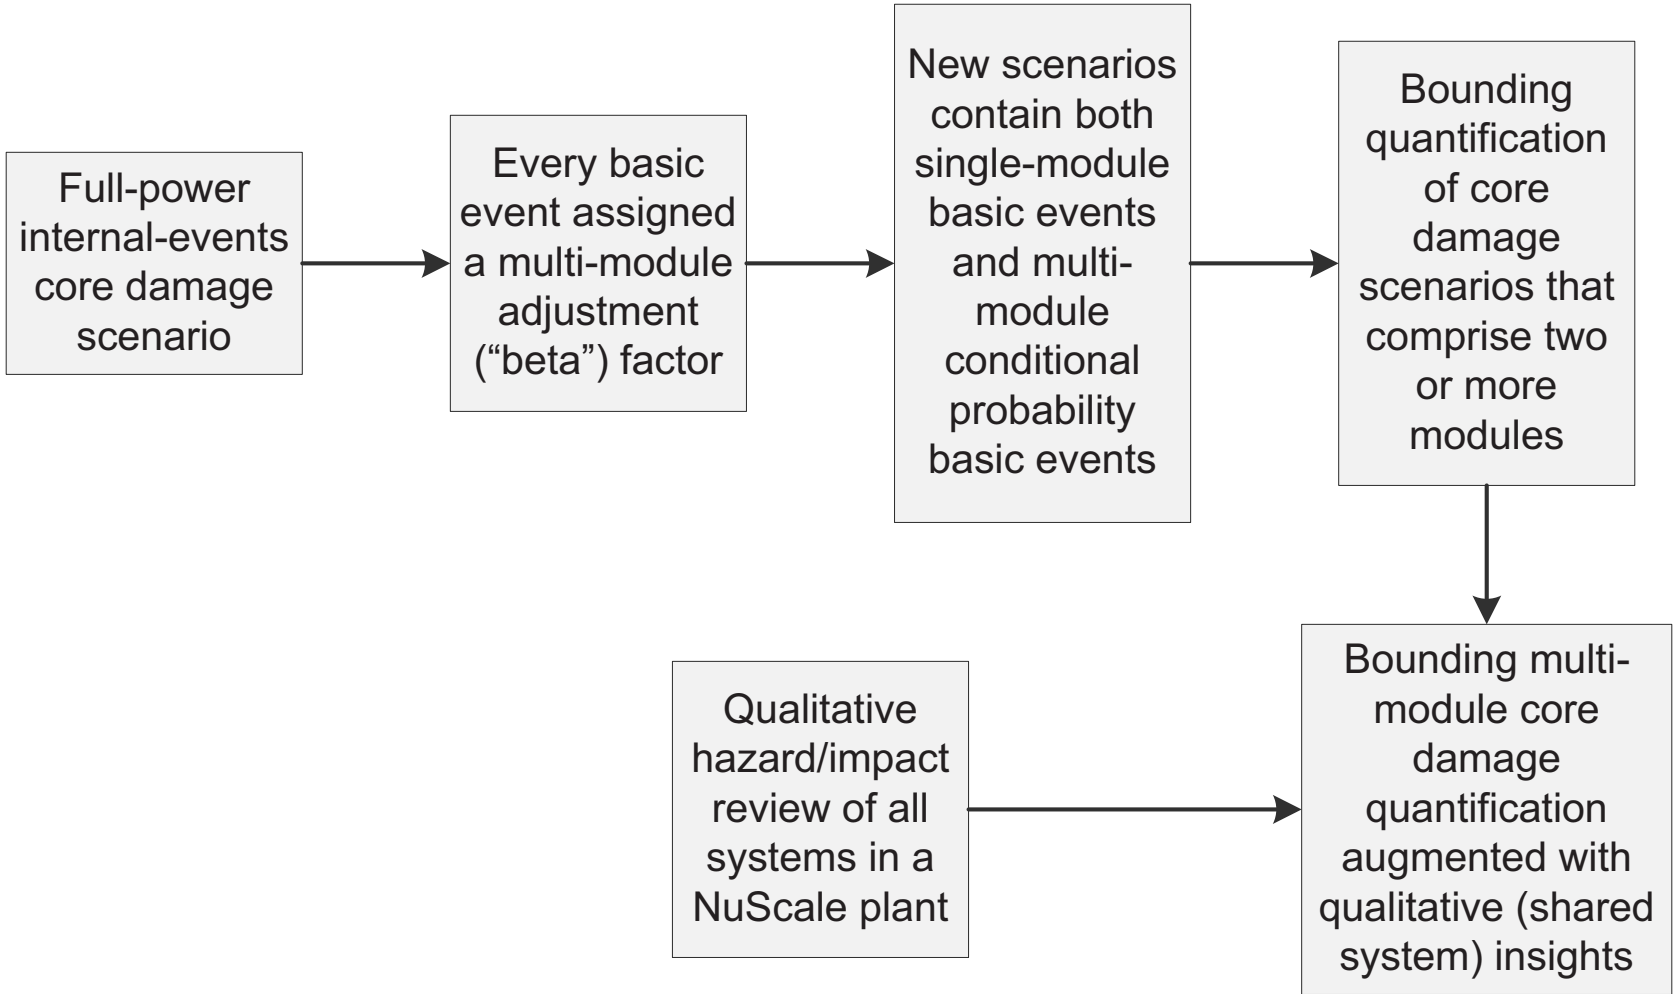 Full-power
internal-events
core damage
scenario
Every basic
event assigned
a multi-module
adjustment
(“beta”) factor
New scenarios
contain both
single-module
basic events
and multi-
module
conditional
probability
basic events
Bounding
quantification
of core
damage
scenarios that
comprise two
or more
modules
Qualitative
hazard/impact
review of all
systems in a
NuScale plant
Bounding multi-
module core
damage
quantification
augmented with
qualitative (shared
system) insights